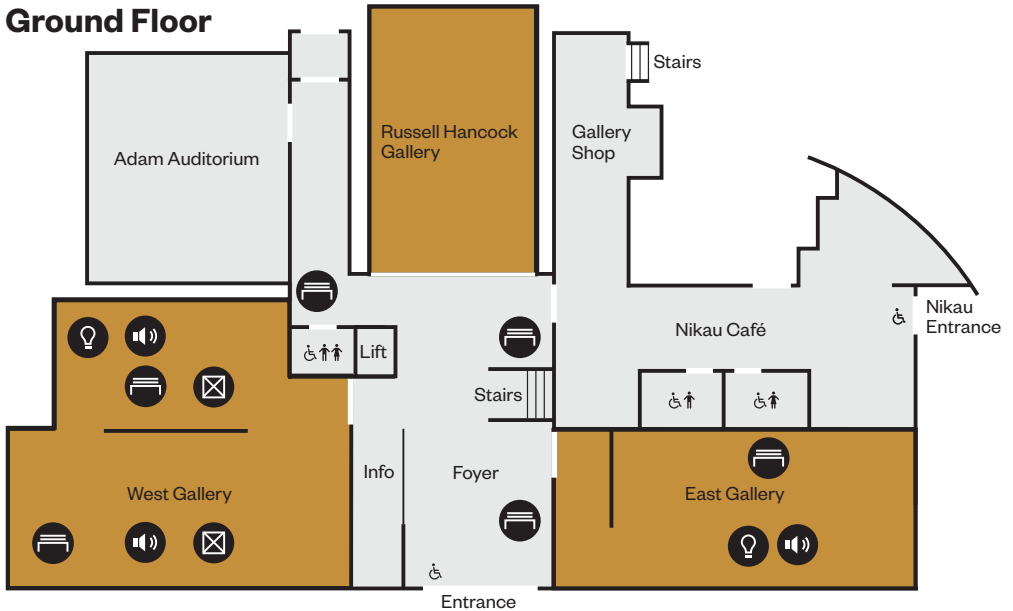 Ground Floor
Stairs
Adam Auditorium
Russell Hancock
Gallery
Gallery
Shop
Nikau
Entrance
Nikau Café
Lift
Stairs
Info
Foyer
West Gallery
East Gallery
Entrance